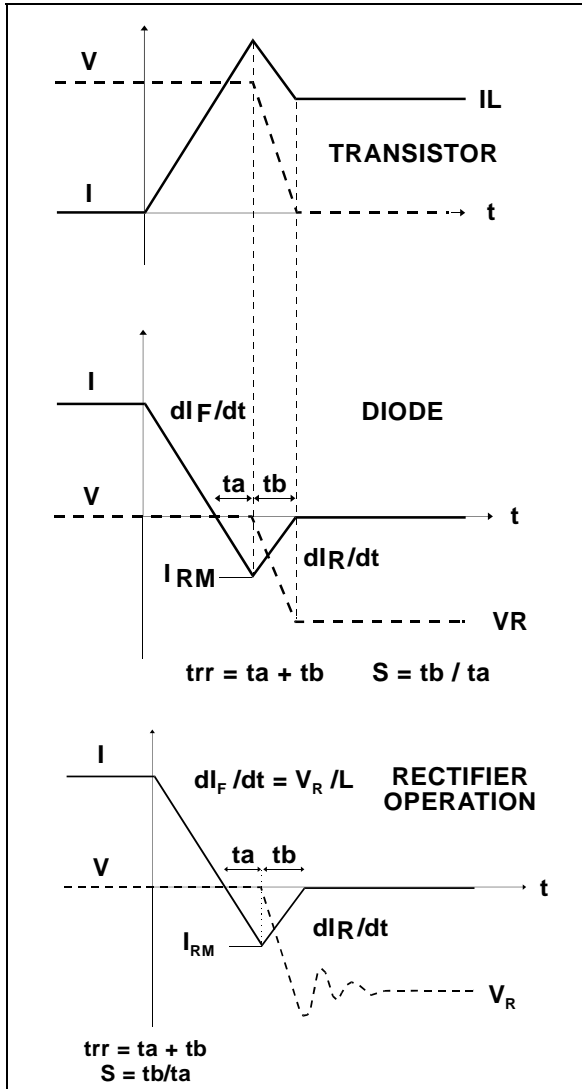 V
IL
TRANSISTOR
I
t
I
dIF/dt
DIODE
ta tb
V
t
IRM
dIR/dt
VR
trr = ta + tb S = tb / ta
I
dIF/dt = VR/L
RECTIFIER
OPERATION
V
ta tb
t
IRM
dIR/dt
VR
trr = ta + tb
S = tb/ta